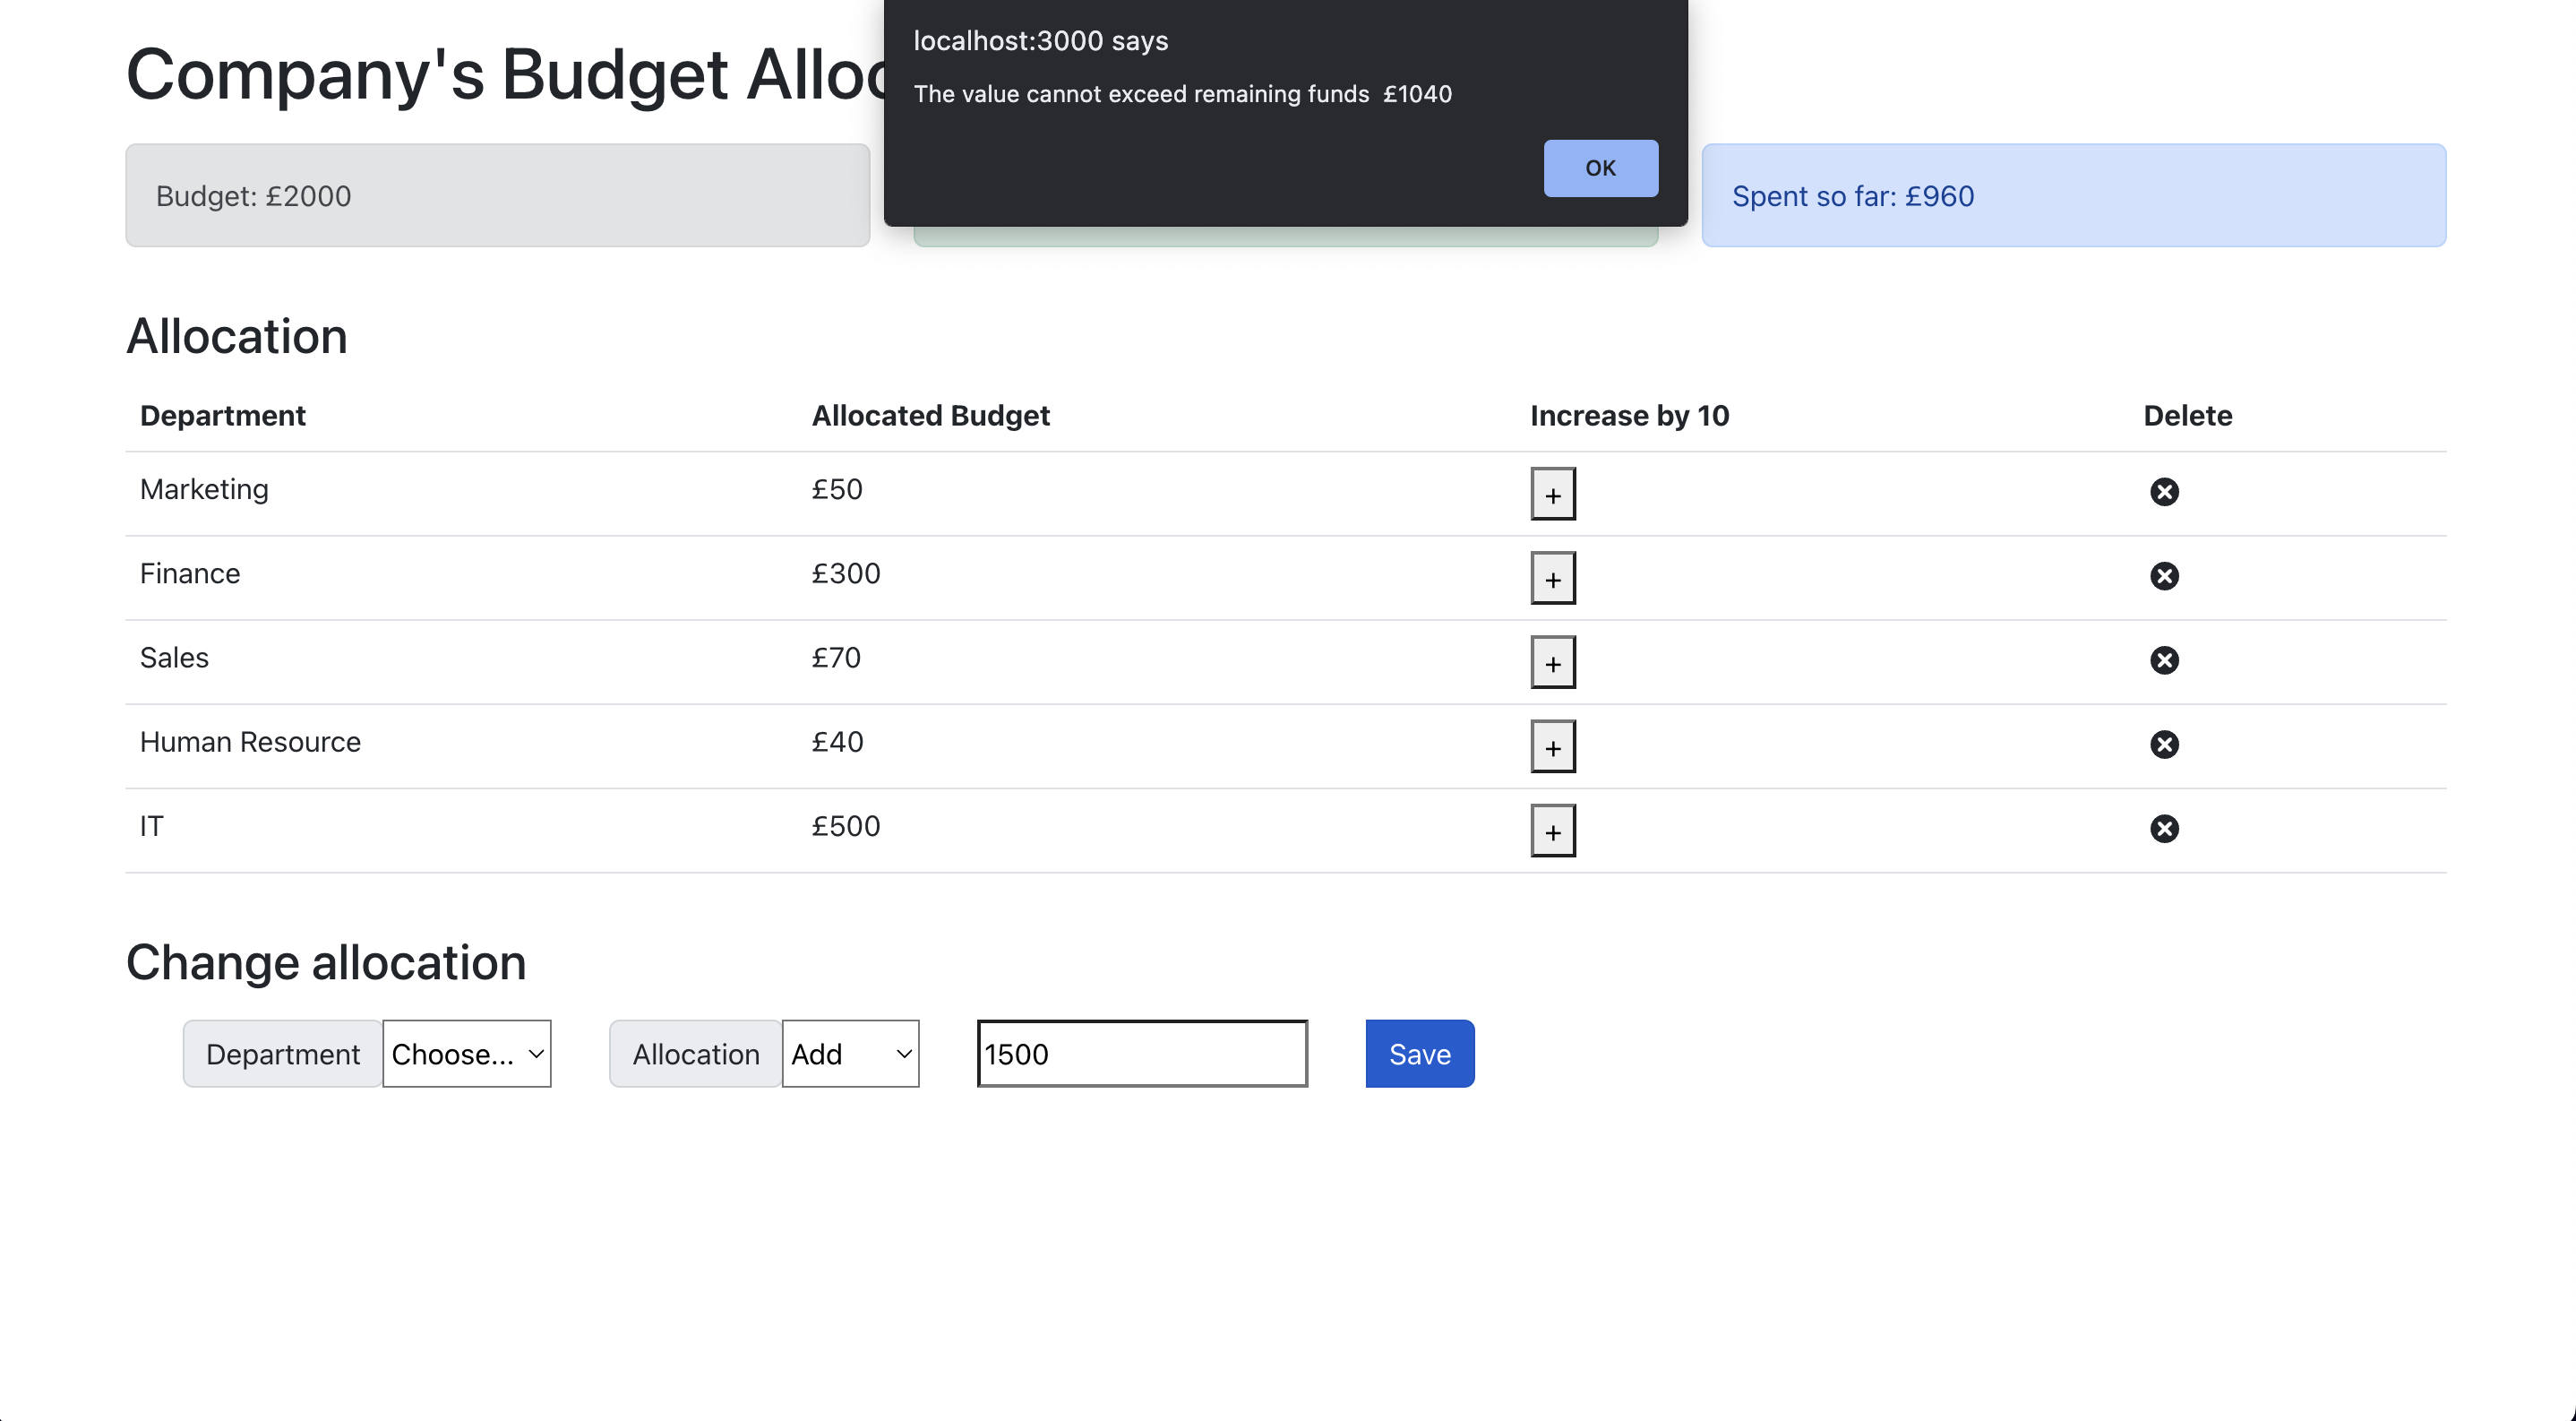 localhost:3000 says
The value cannot exceed remaining funds £1040
OK
Company's Budget Alloc
Budget: £2000
Spent so far: £960
Allocation
Department Allocated Budget Increase by 10 Delete
Marketing £50 +
Finance £300 +
Sales £70 +
Human Resource £40 +
IT £500 +
Change allocation
Department Choose... Allocation Add 1500 Save